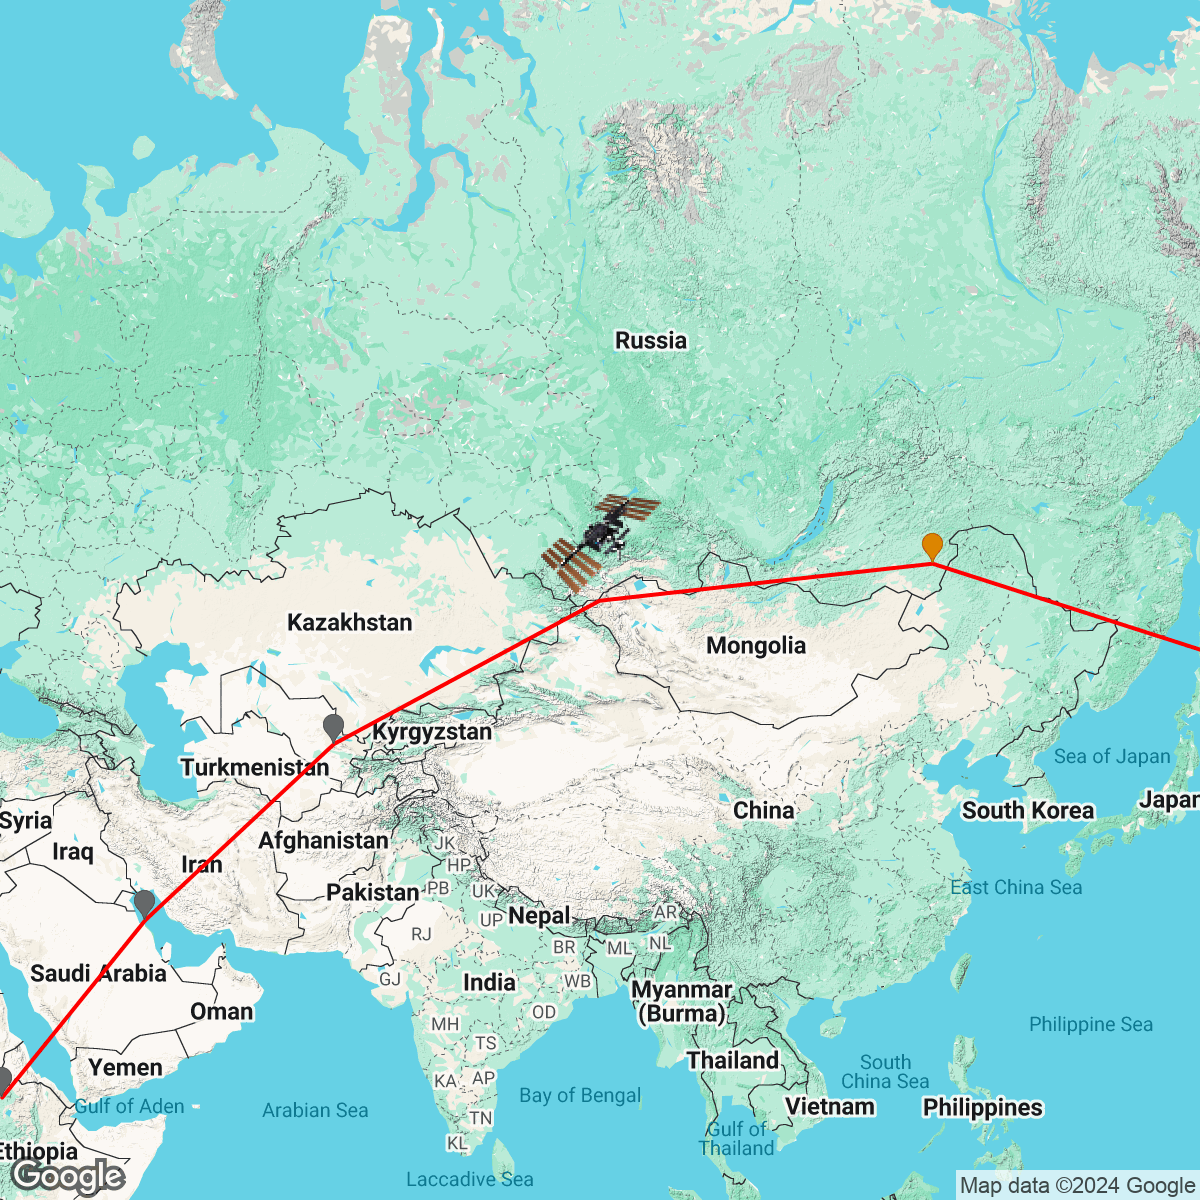 Russia
Kazakhstan
Mongolia
Kyrgyzstan
Turkmenistan
Sea of Japan
Japan
South Korea
China
Syria
Iraq
Iran
Afghanistan
Pakistan
JK
HP
PB
UK
UP
RJ
Nepal
BR
AR
NL
ML
East China Sea
Saudi Arabia
Oman
GJ
India
WB
OD
Myanmar
(Burma)
Philippine Sea
MH
TS
Yemen
Thailand
South
China Sea
KA
AP
Gulf of Aden
Arabian Sea
Bay of Bengal
Vietnam
Philippines
TN
KL
Gulf of
Thailand
Ethiopia
Laccadive Sea
Google
Map data ©2024 Google